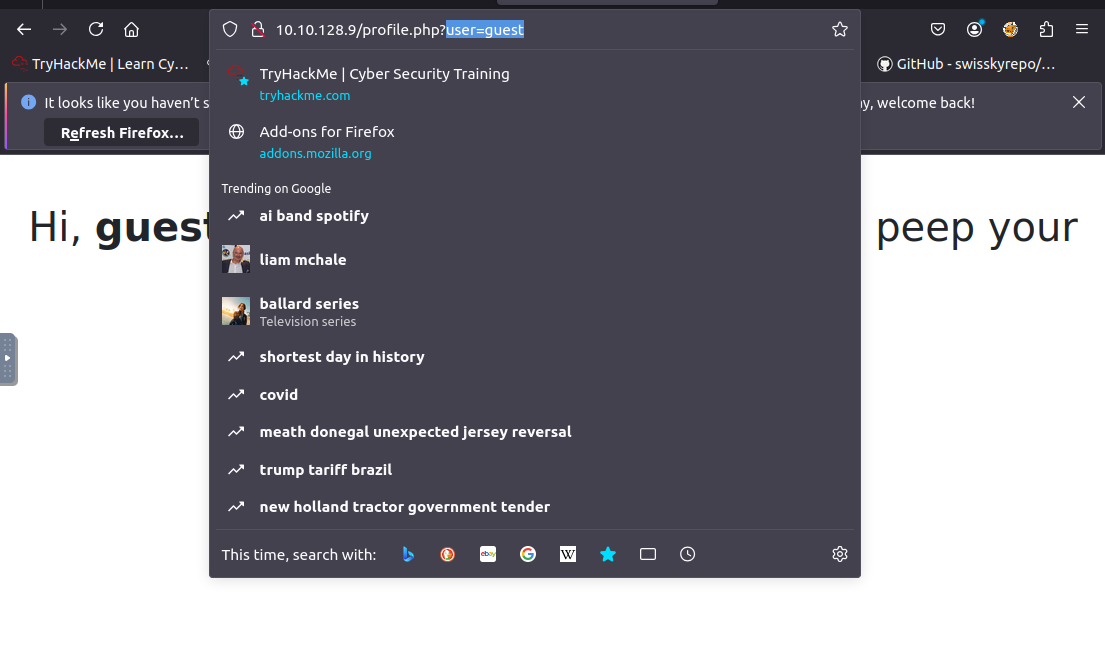 10.10.128.9/profile.php?user=guest
TryHackMe | Learn Cy...
GitHub - swisskyrepo/...
It looks like you haven't s
ay, welcome back!
Refresh Firefox...
TryHackMe | Cyber Security Training
tryhackme.com
Add-ons for Firefox
addons.mozilla.org
Trending on Google
Hi, guest
peep your
ai band spotify
liam mchale
ballard series
Television series
shortest day in history
covid
meath donegal unexpected jersey reversal
trump tariff brazil
new holland tractor government tender
This time, search with:
ebay
W